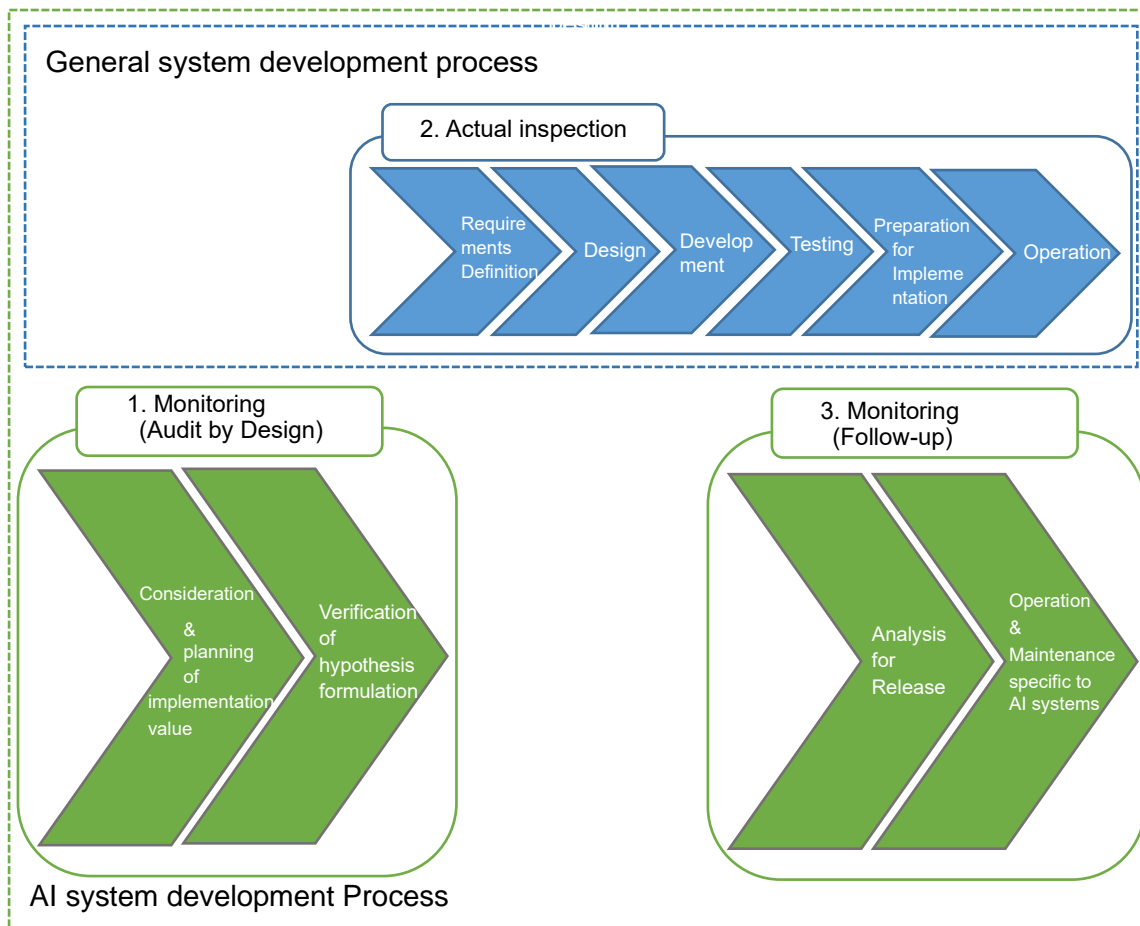 General system development process
2. Actual inspection
Require
ments
Definition
Design
Develop
ment
Testing
Preparation
for
Impleme
ntation
Operation
1. Monitoring
(Audit by Design)
Consideration
&
planning
of
implementation
value
Verification
of
hypothesis
formulation
3. Monitoring
(Follow-up)
Analysis
for
Release
Operation
&
Maintenance
specific to
AI systems
AI system development Process